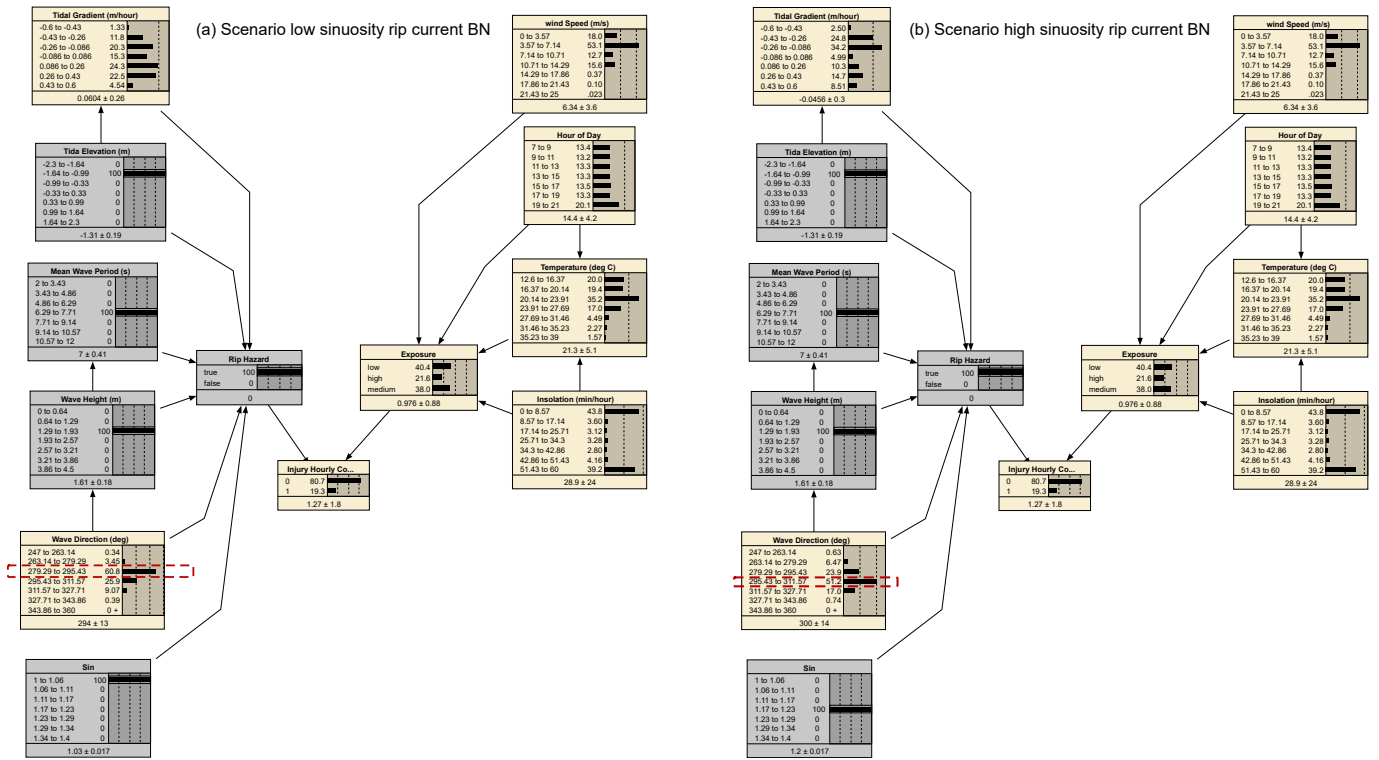 (a) Scenario low sinuosity rip current BN
Tidal Gradient (m/hour)
-0.6 to -0.43 1.33
-0.43 to -0.26 11.8
-0.26 to -0.086 20.3
-0.086 to 0.086 15.3
0.086 to 0.26 24.3
0.26 to 0.43 22.5
0.43 to 0.6 4.54
0.0604 ± 0.26
wind Speed (m/s)
0 to 3.57 18.0
3.57 to 7.14 53.1
7.14 to 10.71 12.7
10.71 to 14.29 15.6
14.29 to 17.86 0.37
17.86 to 21.43 0.10
21.43 to 25 .023
6.34 ± 3.6
Tida Elevation (m)
-2.3 to -1.64 0
-1.64 to -0.99 100
-0.99 to -0.33 0
-0.33 to 0.33 0
0.33 to 0.99 0
0.99 to 1.64 0
1.64 to 2.3 0
-1.31 ± 0.19
Hour of Day
7 to 9 13.4
9 to 11 13.2
11 to 13 13.3
13 to 15 13.3
15 to 17 13.5
17 to 19 13.3
19 to 21 20.1
14.4 ± 4.2
Mean Wave Period (s)
2 to 3.43 0
3.43 to 4.86 0
4.86 to 6.29 0
6.29 to 7.71 100
7.71 to 9.14 0
9.14 to 10.57 0
10.57 to 12 0
7 ± 0.41
Temperature (deg C)
12.6 to 16.37 20.0
16.37 to 20.14 19.4
20.14 to 23.91 35.2
23.91 to 27.69 17.0
27.69 to 31.46 4.49
31.46 to 35.23 2.27
35.23 to 39 1.57
21.3 ± 5.1
Rip Hazard
true 100
false 0
0
Exposure
low 40.4
high 21.6
medium 38.0
0.976 ± 0.88
Wave Height (m)
0 to 0.64 0
0.64 to 1.29 0
1.29 to 1.93 100
1.93 to 2.57 0
2.57 to 3.21 0
3.21 to 3.86 0
3.86 to 4.5 0
1.61 ± 0.18
Insolation (min/hour)
0 to 8.57 43.8
8.57 to 17.14 3.60
17.14 to 25.71 3.12
25.71 to 34.3 3.28
34.3 to 42.86 2.80
42.86 to 51.43 4.16
51.43 to 60 39.2
28.9 ± 24
Injury Hourly Co...
0 80.7
1 19.3
1.27 ± 1.8
Wave Direction (deg)
247 to 263.14 0.34
263.14 to 279.29 3.45
279.29 to 295.43 60.8
295.43 to 311.57 25.9
311.57 to 327.71 9.07
327.71 to 343.86 0.39
343.86 to 360 0 +
294 ± 13
Sin
1 to 1.06 100
1.06 to 1.11 0
1.11 to 1.17 0
1.17 to 1.23 0
1.23 to 1.29 0
1.29 to 1.34 0
1.34 to 1.4 0
1.03 ± 0.017
(b) Scenario high sinuosity rip current BN
Tidal Gradient (m/hour)
-0.6 to -0.43 2.50
-0.43 to -0.26 24.8
-0.26 to -0.086 34.2
-0.086 to 0.086 4.99
0.086 to 0.26 10.3
0.26 to 0.43 14.7
0.43 to 0.6 8.51
-0.0456 ± 0.3
wind Speed (m/s)
0 to 3.57 18.0
3.57 to 7.14 53.1
7.14 to 10.71 12.7
10.71 to 14.29 15.6
14.29 to 17.86 0.37
17.86 to 21.43 0.10
21.43 to 25 .023
6.34 ± 3.6
Tida Elevation (m)
-2.3 to -1.64 0
-1.64 to -0.99 100
-0.99 to -0.33 0
-0.33 to 0.33 0
0.33 to 0.99 0
0.99 to 1.64 0
1.64 to 2.3 0
-1.31 ± 0.19
Hour of Day
7 to 9 13.4
9 to 11 13.2
11 to 13 13.3
13 to 15 13.3
15 to 17 13.5
17 to 19 13.3
19 to 21 20.1
14.4 ± 4.2
Mean Wave Period (s)
2 to 3.43 0
3.43 to 4.86 0
4.86 to 6.29 0
6.29 to 7.71 100
7.71 to 9.14 0
9.14 to 10.57 0
10.57 to 12 0
7 ± 0.41
Temperature (deg C)
12.6 to 16.37 20.0
16.37 to 20.14 19.4
20.14 to 23.91 35.2
23.91 to 27.69 17.0
27.69 to 31.46 4.49
31.46 to 35.23 2.27
35.23 to 39 1.57
21.3 ± 5.1
Rip Hazard
true 100
false 0
0
Exposure
low 40.4
high 21.6
medium 38.0
0.976 ± 0.88
Wave Height (m)
0 to 0.64 0
0.64 to 1.29 0
1.29 to 1.93 100
1.93 to 2.57 0
2.57 to 3.21 0
3.21 to 3.86 0
3.86 to 4.5 0
1.61 ± 0.18
Insolation (min/hour)
0 to 8.57 43.8
8.57 to 17.14 3.60
17.14 to 25.71 3.12
25.71 to 34.3 3.28
34.3 to 42.86 2.80
42.86 to 51.43 4.16
51.43 to 60 39.2
28.9 ± 24
Injury Hourly Co...
0 80.7
1 19.3
1.27 ± 1.8
Wave Direction (deg)
247 to 263.14 0.63
263.14 to 279.29 6.47
279.29 to 295.43 23.9
295.43 to 311.57 51.2
311.57 to 327.71 17.0
327.71 to 343.86 0.74
343.86 to 360 0 +
300 ± 14
Sin
1 to 1.06 0
1.06 to 1.11 0
1.11 to 1.17 0
1.17 to 1.23 100
1.23 to 1.29 0
1.29 to 1.34 0
1.34 to 1.4 0
1.2 ± 0.017